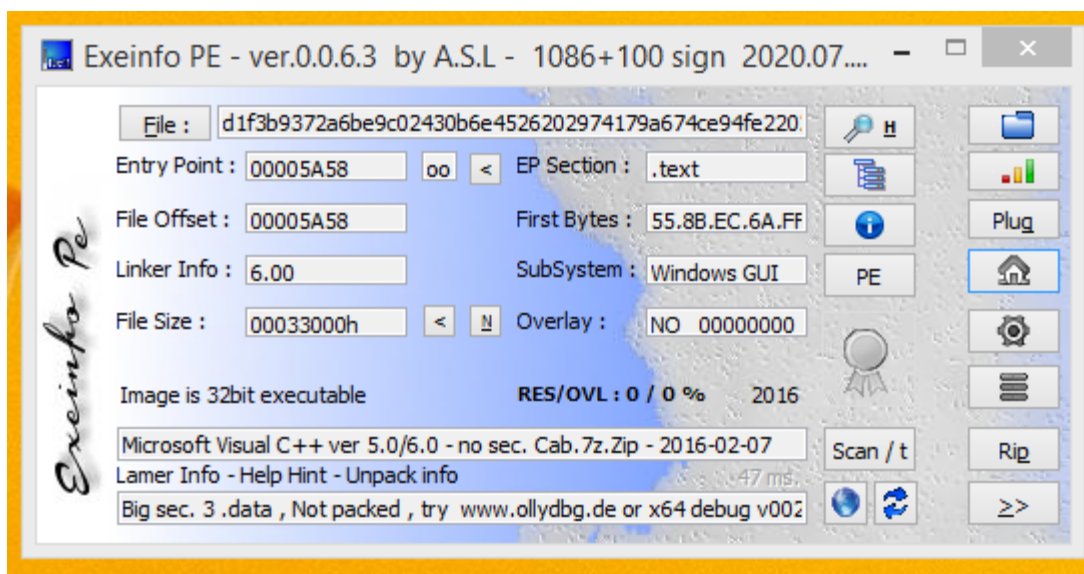 Exeinfo PE - ver.0.0.6.3 by A.S.L - 1086+100 sign 2020.07....
File : d1f3b9372a6be9c02430b6e4526202974179a674ce94fe220
H
Entry Point : 00005A58 oo < EP Section : .text
File Offset : 00005A58 First Bytes : 55.8B.EC.6A.FF
Plug
Linker Info : 6.00 SubSystem : Windows GUI
PE
File Size : 00033000h < N Overlay : NO 00000000
Image is 32bit executable RES/OVL : 0 / 0 % 2016
Microsoft Visual C++ ver 5.0/6.0 - no sec. Cab.7z.Zip - 2016-02-07
Scan / t
Rip
Lamer Info - Help Hint - Unpack info 47 ms.
Big sec. 3 .data , Not packed , try www.ollydbg.de or x64 debug v002
>>
Exeinfo Pe